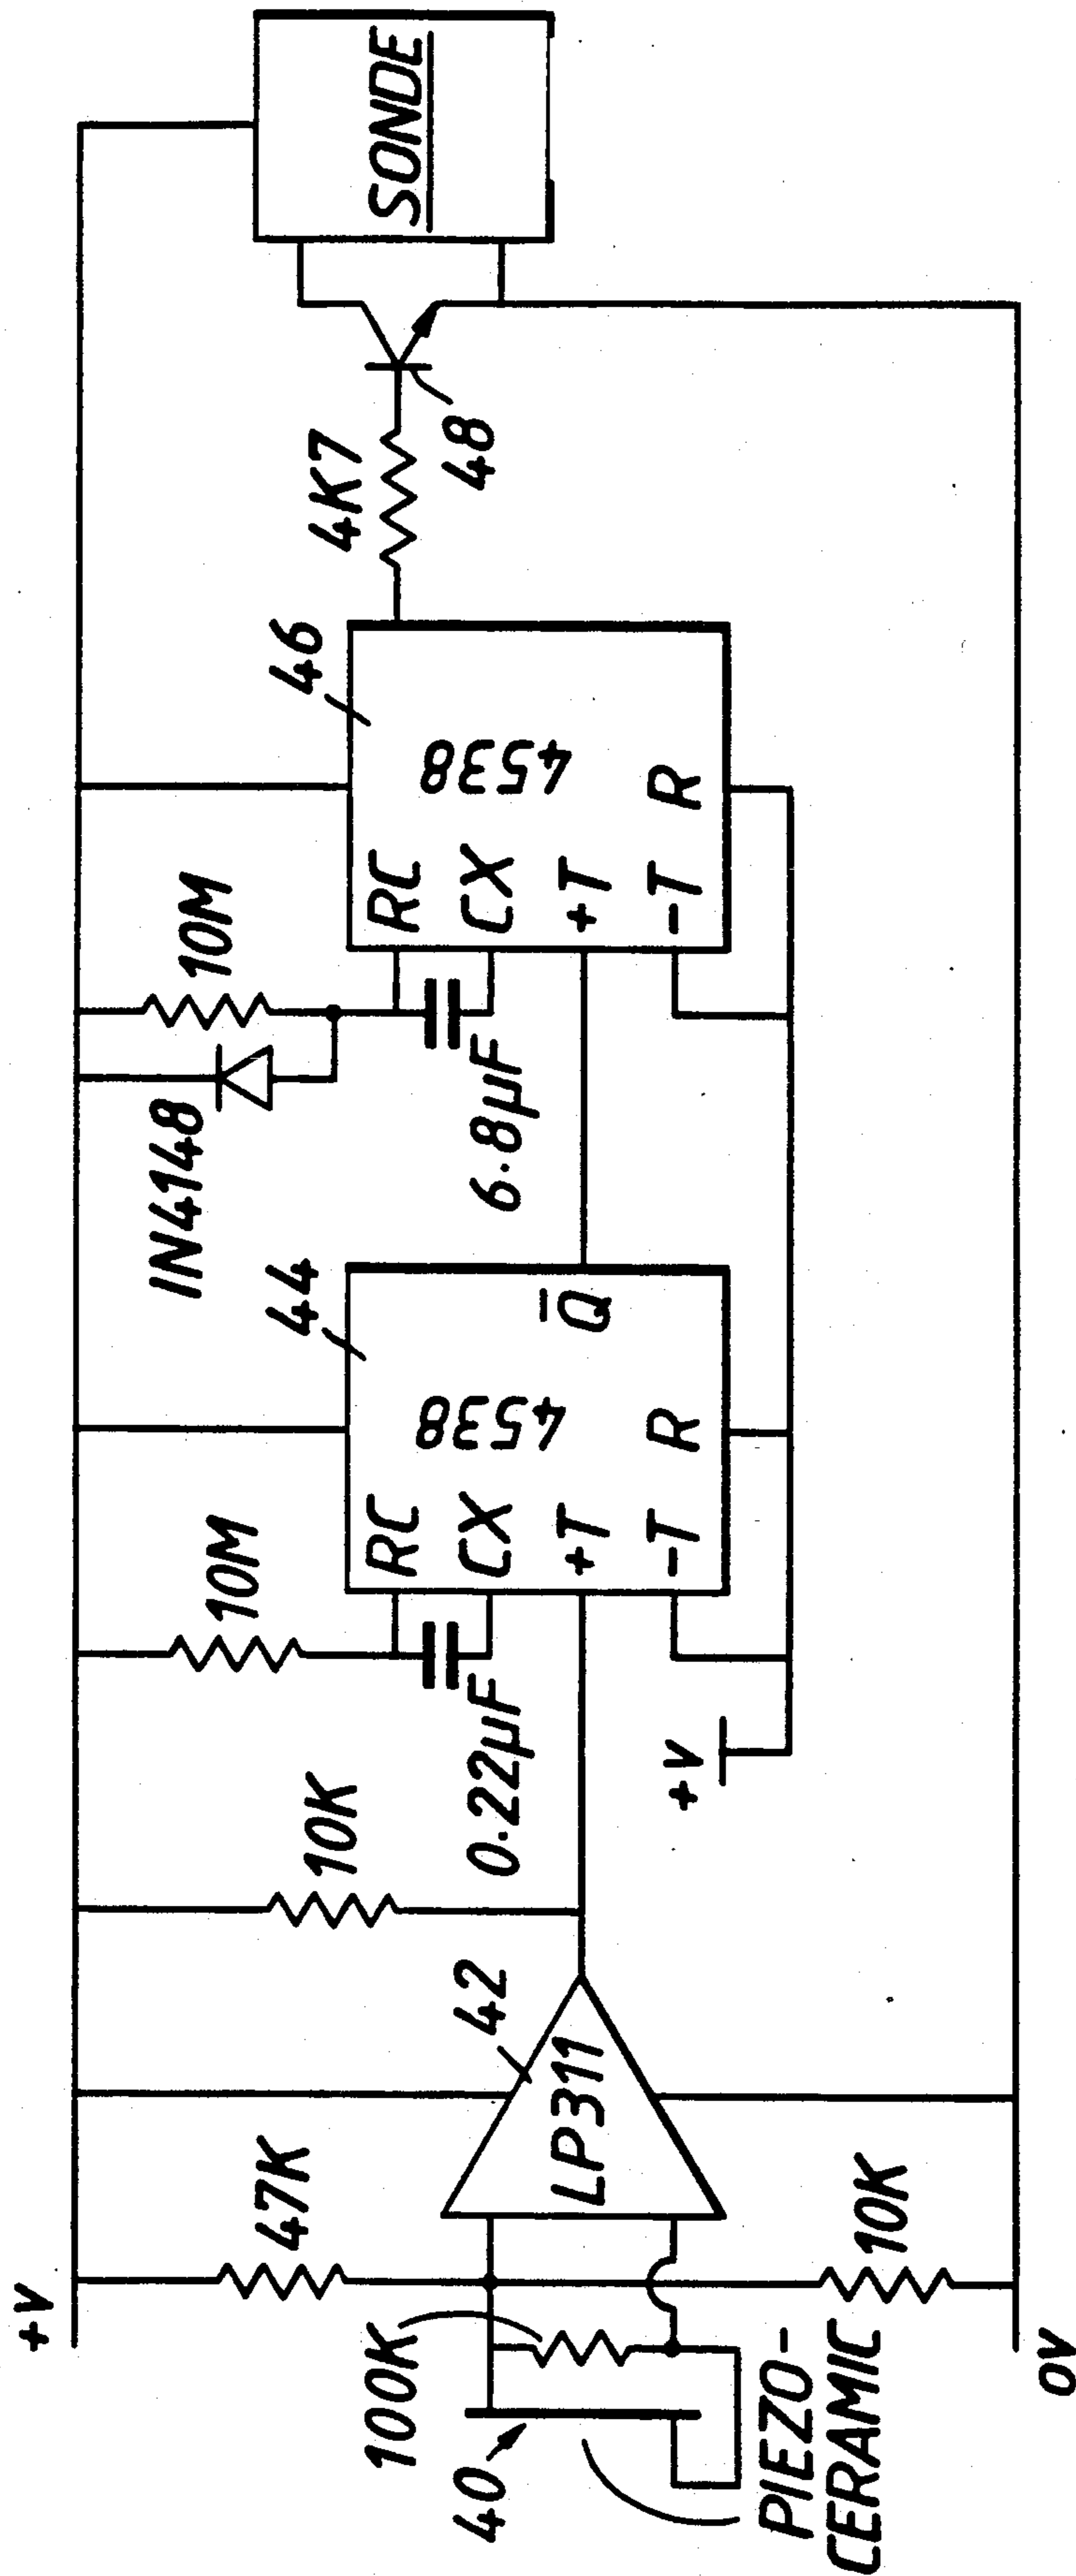 +V
47K
100K
40
PIEZO-
CERAMIC
10K
0V
42
LP311
10K
+V
0.22µF
10M
44
4538
RC
CX
+T
-T
R
Q̄
IN4148
10M
6.8µF
46
4538
RC
CX
+T
-T
R
4K7
48
SONDE